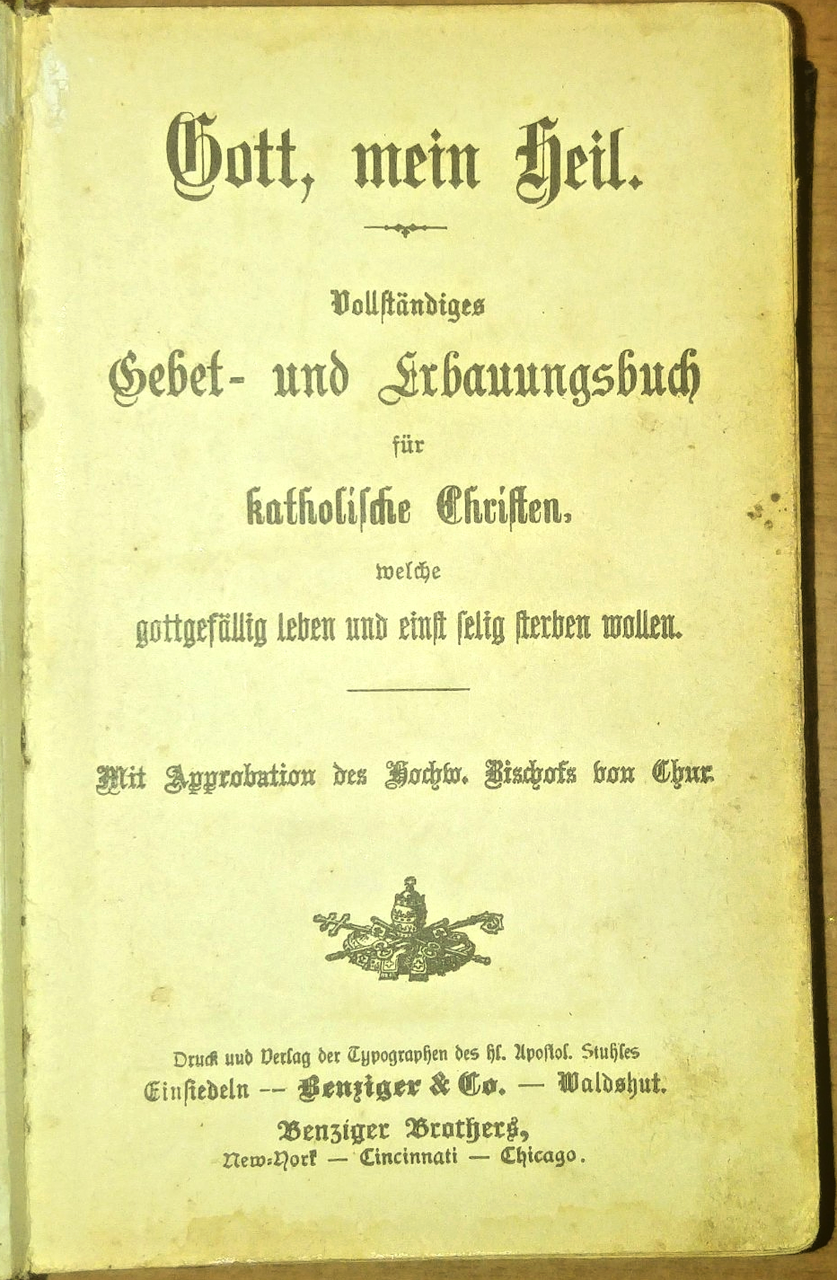 Gott, mein Heil.
Vollständiges
Gebet- und Erbauungsbuch
für
katholische Christen,
welche
gottgefällig leben und einst selig sterben wollen.
Mit Approbation des Hochw. Bischofs von Chur.
Druck und Verlag der Typographen des hl. Apostol. Stuhles
Einsiedeln — Benziger & Co. — Waldshut.
Benziger Brothers,
New-York — Cincinnati — Chicago.